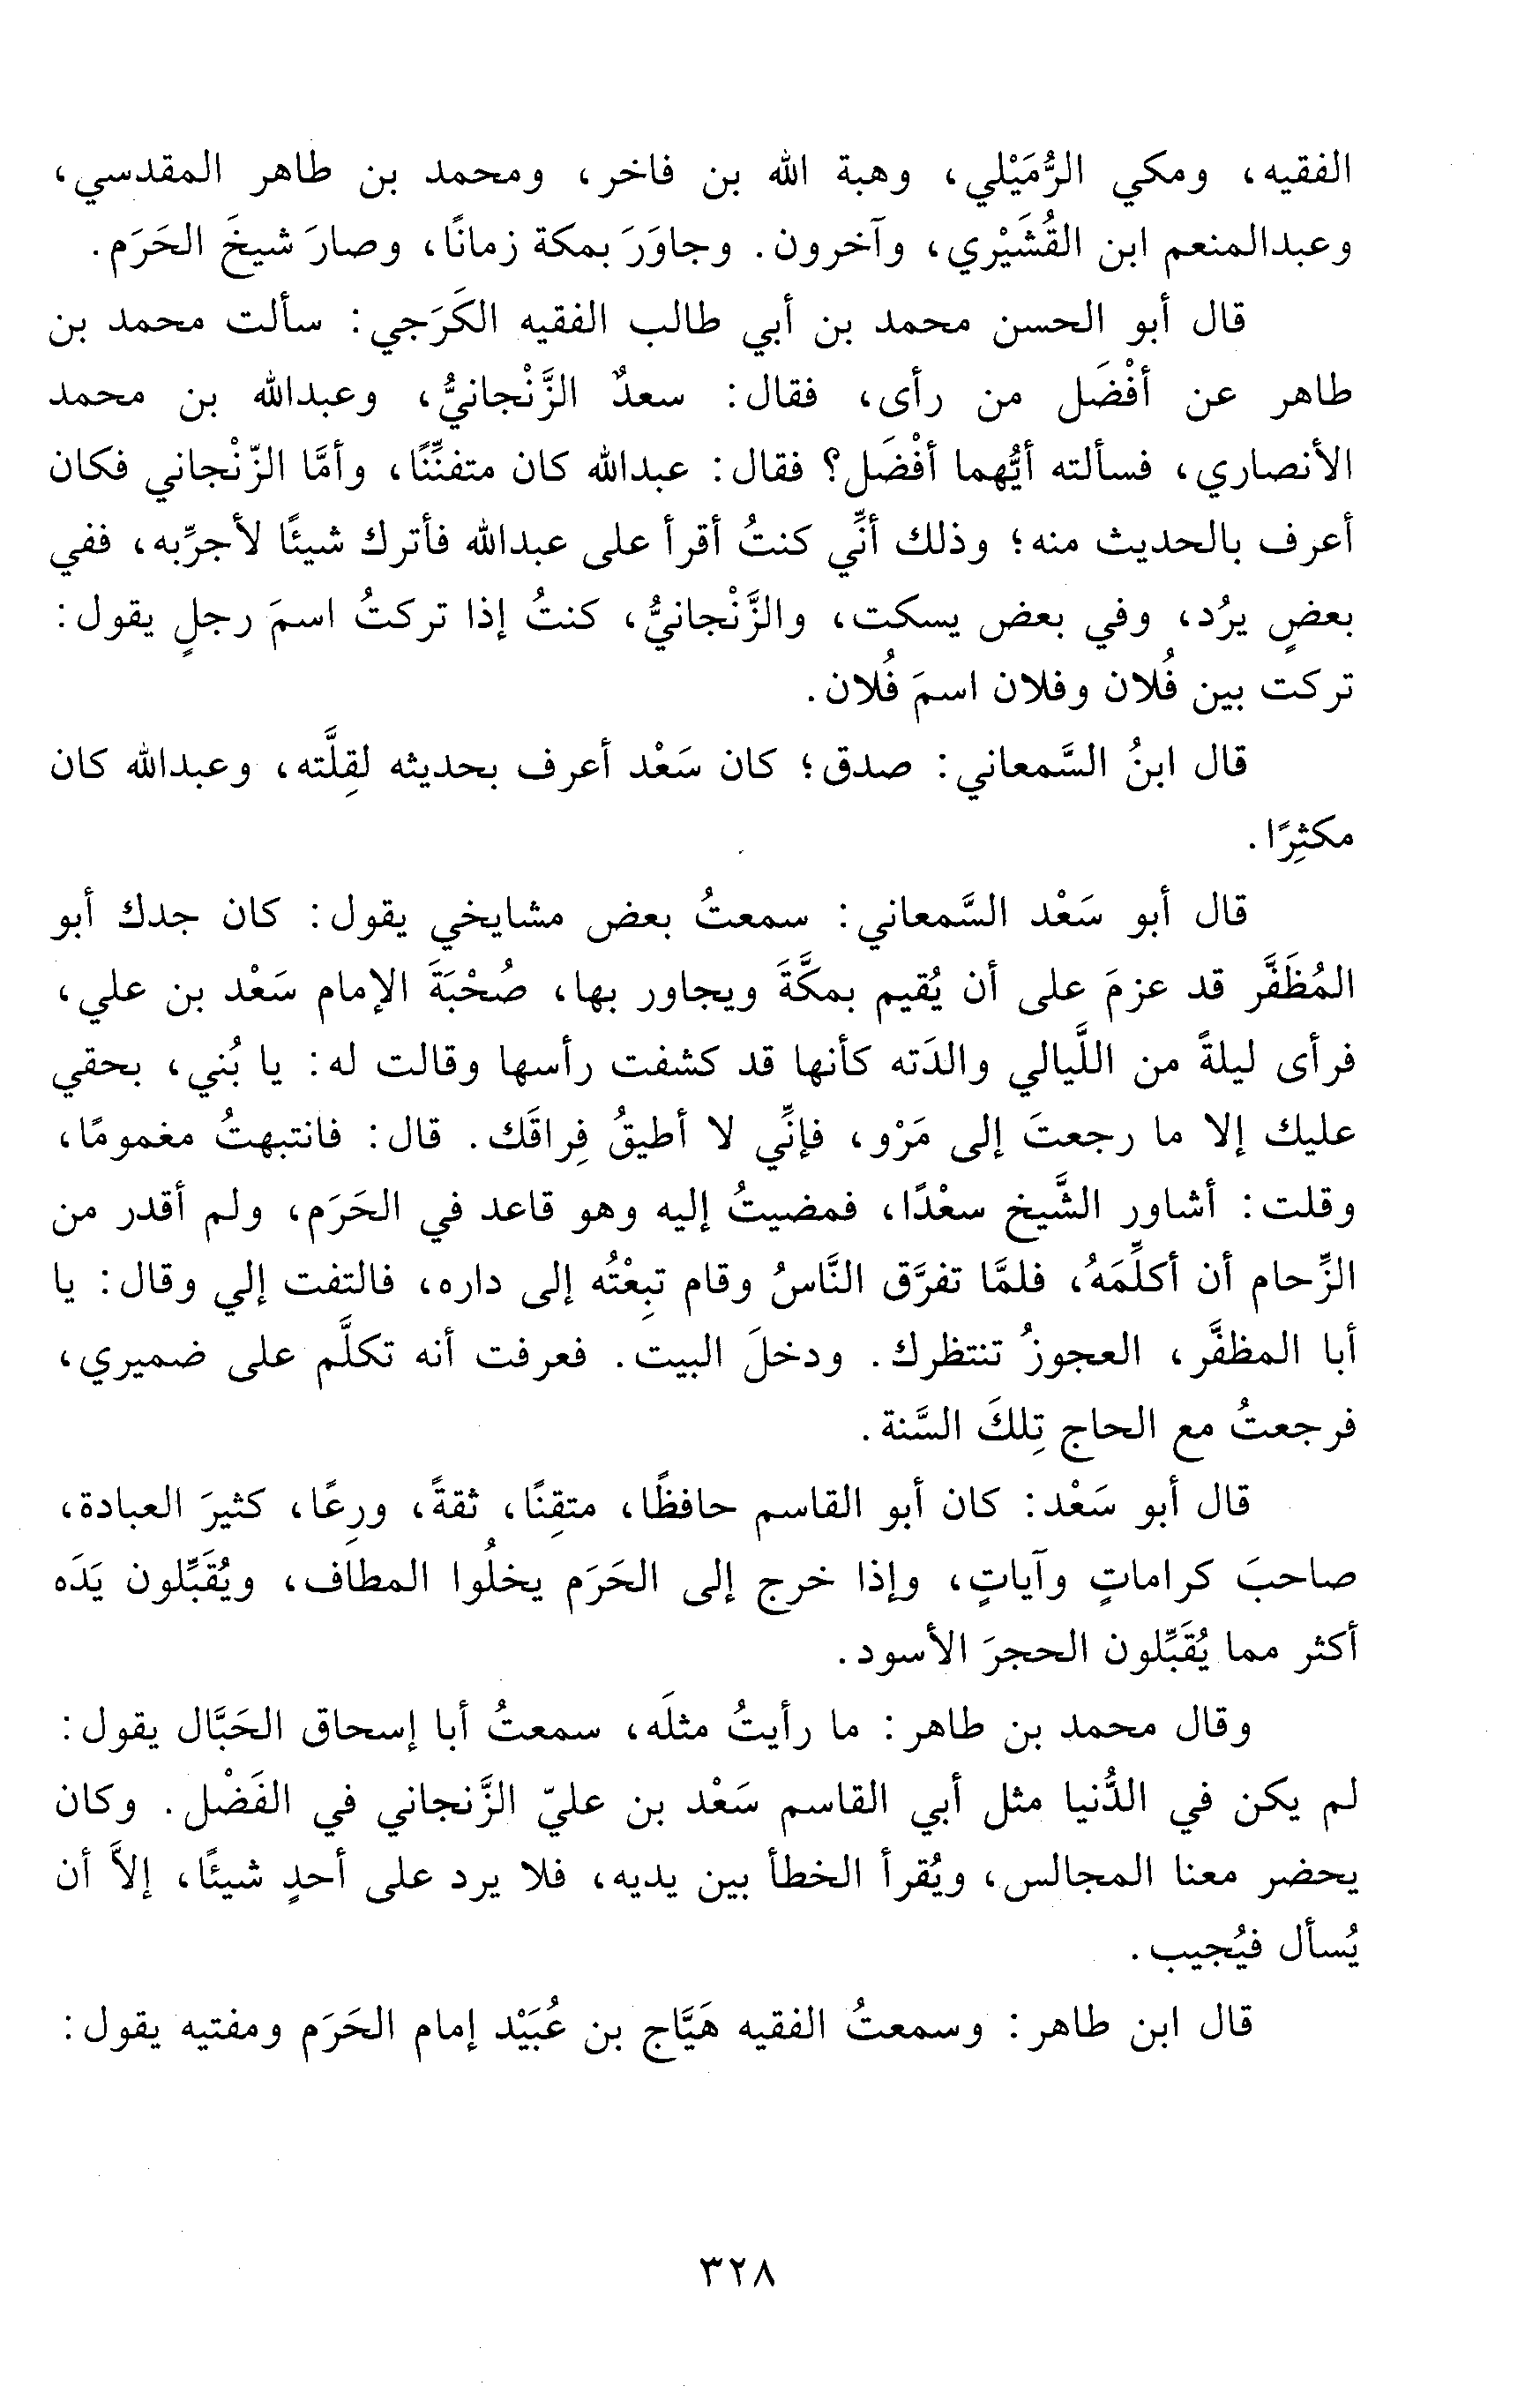 الفقيه، ومكي الرُّمَيْلي، وهبة الله بن فاخر، ومحمد بن طاهر المقدسي،
وعبدالمنعم ابن القُشَيْري، وآخرون. وجاوَرَ بمكة زمانًا، وصارَ شيخَ الحَرَم.
قال أبو الحسن محمد بن أبي طالب الفقيه الكَرَجي: سألت محمد بن
طاهر عن أفْضَل من رأى، فقال: سعدٌ الزَّنْجانيُّ، وعبدالله بن محمد
الأنصاري، فسألته أيُّهما أفْضَل؟ فقال: عبدالله كان متفنِّنًا، وأمَّا الزّنْجاني فكان
أعرف بالحديث منه؛ وذلك أنِّي كنتُ أقرأ على عبدالله فأترك شيئًا لأجرِّبه، ففي
بعضٍ يرُد، وفي بعض يسكت، والزَّنْجانيُّ، كنتُ إذا تركتُ اسمَ رجلٍ يقول:
تركت بين فُلان وفلان اسمَ فُلان.
قال ابنُ السَّمعاني: صدق؛ كان سَعْد أعرف بحديثه لقِلَّته، وعبدالله كان
مكثِرًا.
قال أبو سَعْد السَّمعاني: سمعتُ بعض مشايخي يقول: كان جدك أبو
المُظَفَّر قد عزمَ على أن يُقيم بمكَّةَ ويجاور بها، صُحْبَةَ الإمام سَعْد بن علي،
فرأى ليلةً من اللَّيالي والدَته كأنها قد كشفت رأسها وقالت له: يا بُني، بحقي
عليك إلا ما رجعتَ إلى مَرْو، فإنِّي لا أطيقُ فِراقَك. قال: فانتبهتُ مغمومًا،
وقلت: أشاور الشَّيخ سعْدًا، فمضيتُ إليه وهو قاعد في الحَرَم، ولم أقدر من
الزِّحام أن أكلِّمَهُ، فلمَّا تفرَّق النَّاسُ وقام تبِعْتُه إلى داره، فالتفت إلي وقال: يا
أبا المظفَّر، العجوزُ تنتظرك. ودخلَ البيت. فعرفت أنه تكلَّم على ضميري،
فرجعتُ مع الحاج تِلكَ السَّنة.
قال أبو سَعْد: كان أبو القاسم حافظًا، متقِنًا، ثقةً، ورِعًا، كثيرَ العبادة،
صاحبَ كراماتٍ وآياتٍ، وإذا خرج إلى الحَرَم يخلُوا المطاف، ويُقَبِّلون يَدَه
أكثر مما يُقَبِّلون الحجرَ الأسود.
وقال محمد بن طاهر: ما رأيتُ مثلَه، سمعتُ أبا إسحاق الحَبَّال يقول:
لم يكن في الدُّنيا مثل أبي القاسم سَعْد بن عليّ الزَّنجاني في الفَضْل. وكان
يحضر معنا المجالس، ويُقرأ الخطأ بين يديه، فلا يرد على أحدٍ شيئًا، إلاَّ أن
يُسأل فيُجيب.
قال ابن طاهر: وسمعتُ الفقيه هَيَّاج بن عُبَيْد إمام الحَرَم ومفتيه يقول:
٣٢٨